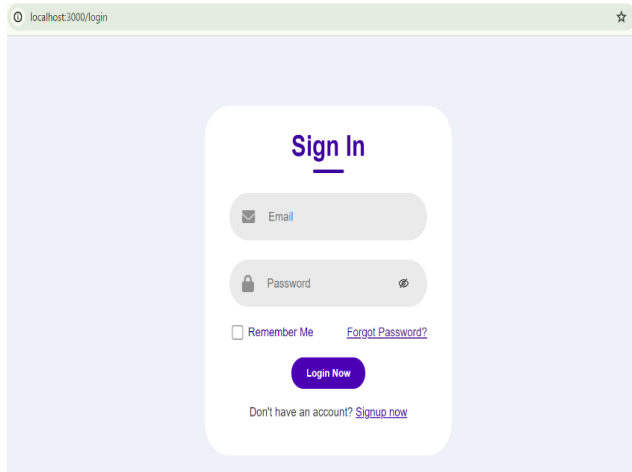 localhost:3000/login
Sign In
Email
Password
Remember Me Forgot Password?
Login Now
Don't have an account? Signup now